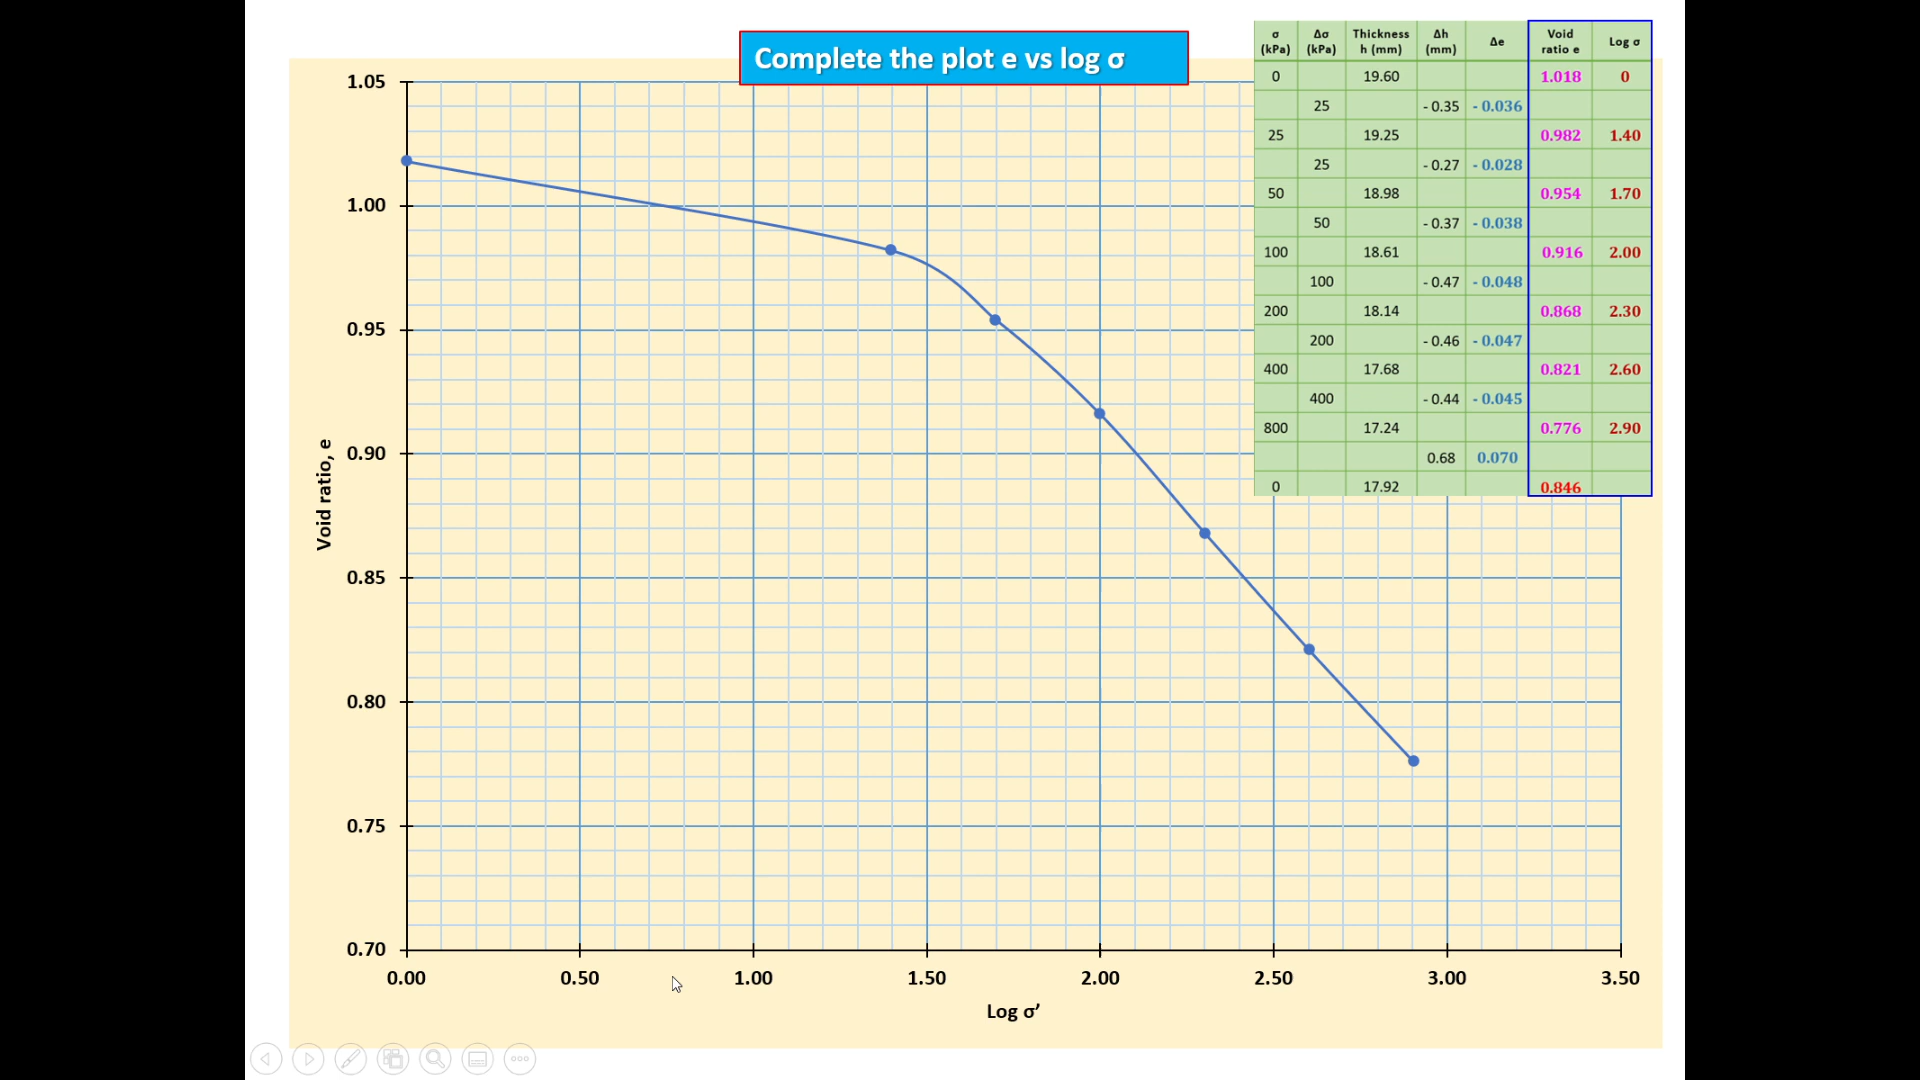 Complete the plot e vs log σ
σ (kPa) Δσ (kPa) Thickness h (mm) Δh (mm) Δe Void ratio e Log σ
0 19.60 1.018 0
25 - 0.35 - 0.036
25 19.25 0.982 1.40
25 - 0.27 - 0.028
50 18.98 0.954 1.70
50 - 0.37 - 0.038
100 18.61 0.916 2.00
100 - 0.47 - 0.048
200 18.14 0.868 2.30
200 - 0.46 - 0.047
400 17.68 0.821 2.60
400 - 0.44 - 0.045
800 17.24 0.776 2.90
0.68 0.070
0 17.92 0.846
Void ratio, e
1.05
1.00
0.95
0.90
0.85
0.80
0.75
0.70
0.00 0.50 1.00 1.50 2.00 2.50 3.00 3.50
Log σ’